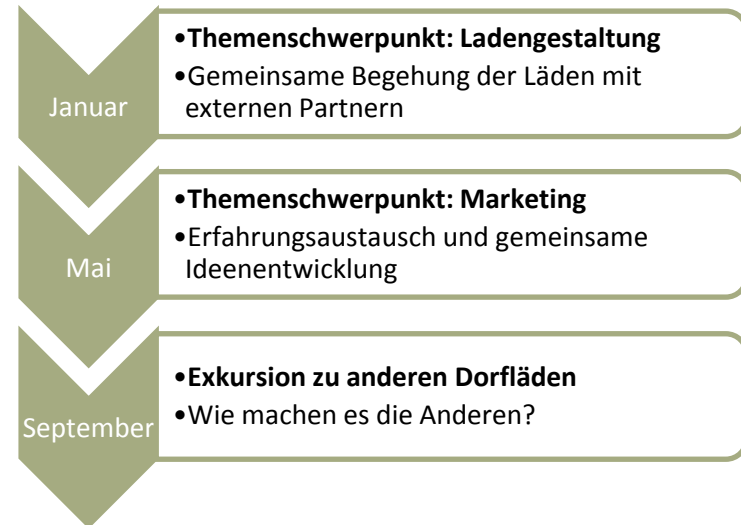 Januar
•Themenschwerpunkt: Ladengestaltung
•Gemeinsame Begehung der Läden mit
externen Partnern
Mai
•Themenschwerpunkt: Marketing
•Erfahrungsaustausch und gemeinsame
Ideenentwicklung
September
•Exkursion zu anderen Dorfläden
•Wie machen es die Anderen?